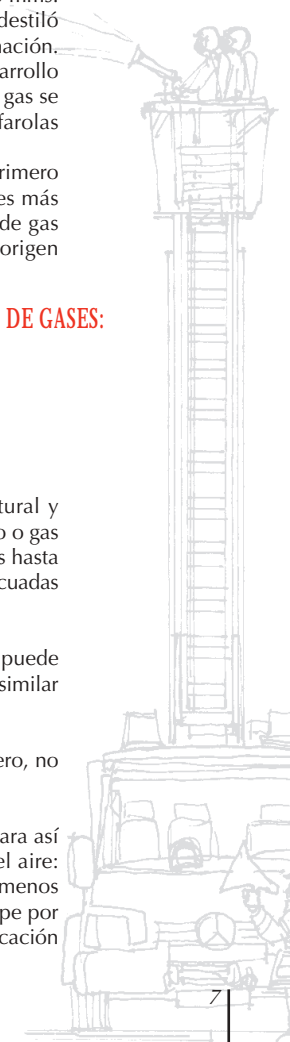 destiló
nación.
arrollo
gas se
farolas
rimero
es más
de gas
origen
DE GASES:
tural y
o o gas
s hasta
cuadas
puede
similar
ero, no
ara así
el aire:
menos
pe por
cación
7